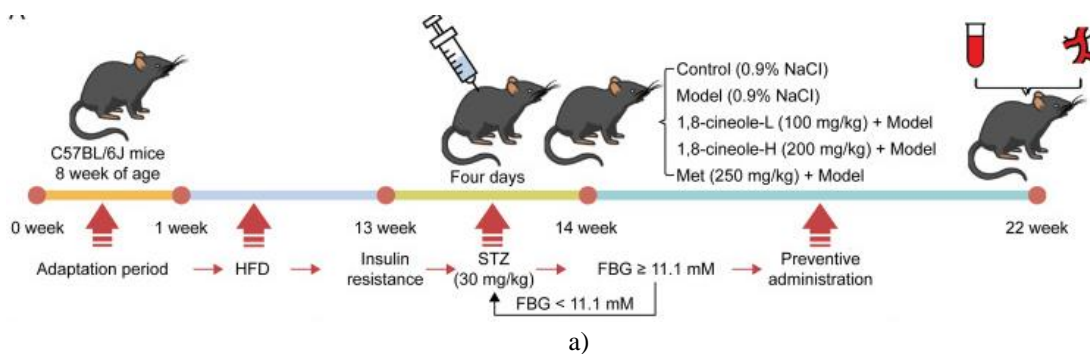 Control (0.9% NaCl)
Model (0.9% NaCl)
1,8-cineole-L (100 mg/kg) + Model
1,8-cineole-H (200 mg/kg) + Model
Met (250 mg/kg) + Model
C57BL/6J mice
8 week of age
Four days
0 week
1 week
13 week
14 week
22 week
Adaptation period
HFD
Insulin
resistance
STZ
(30 mg/kg)
FBG ≥ 11.1 mM
Preventive
administration
FBG < 11.1 mM
a)